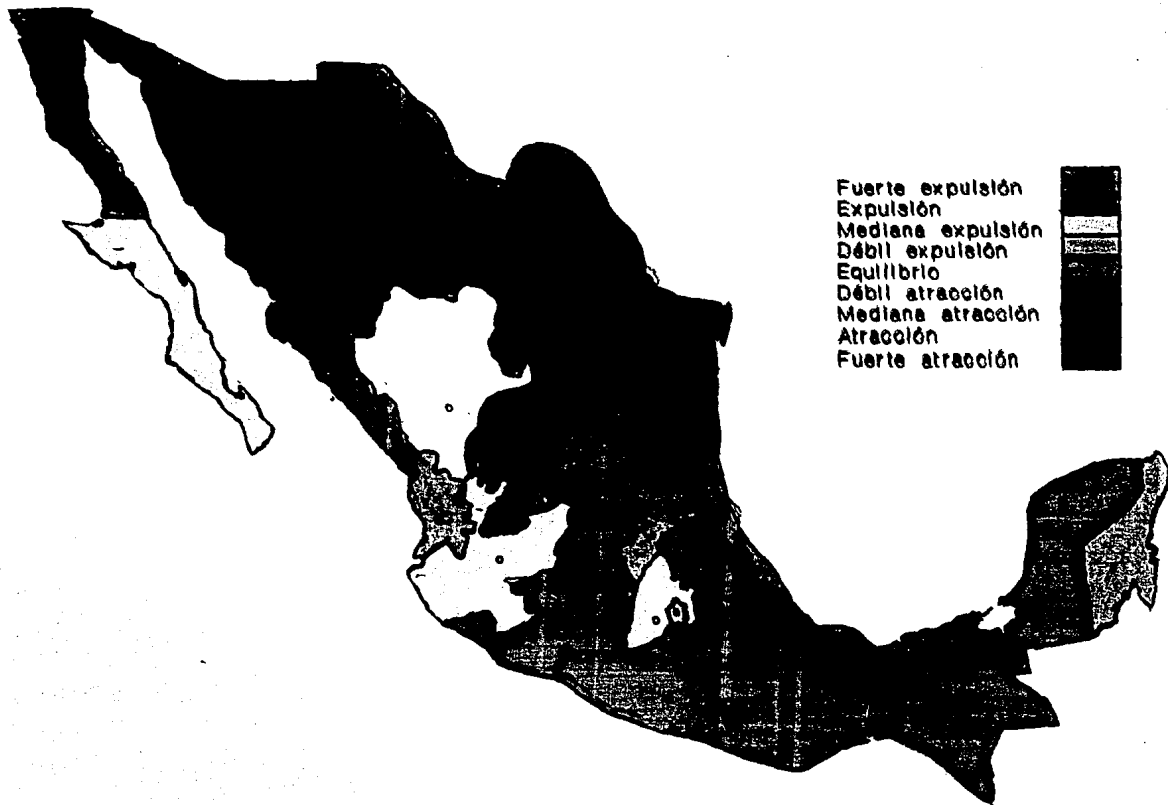 Fuerte expulsión
Expulsión
Mediana expulsión
Débil expulsión
Equilibrio
Débil atracción
Mediana atracción
Atracción
Fuerte atracción